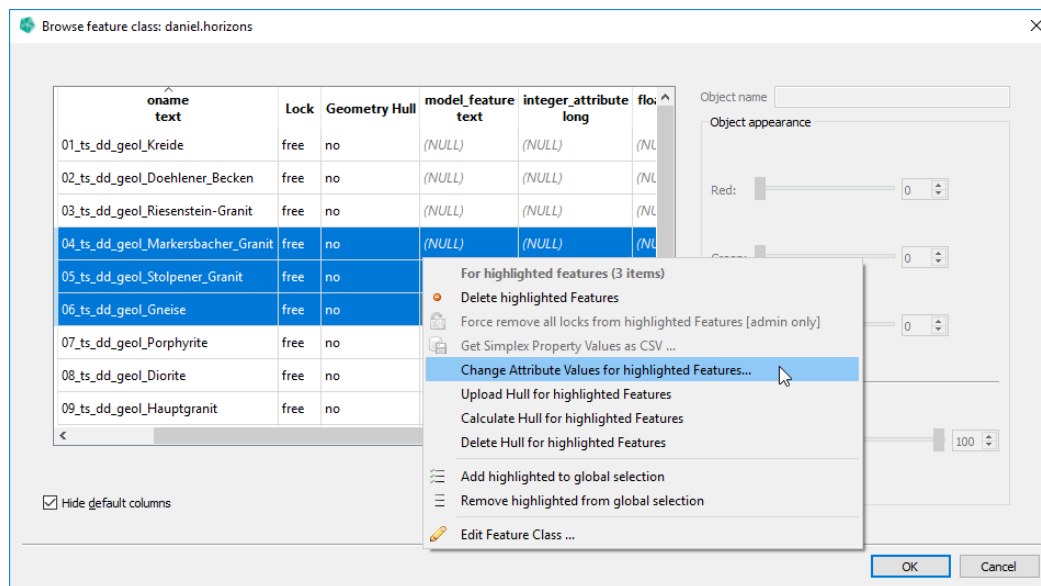 Browse feature class: daniel.horizons
oname
text
Lock
Geometry Hull
model_feature
text
integer_attribute
long
floa
01_ts_dd_geol_Kreide free no (NULL) (NULL) (NU
02_ts_dd_geol_Doehlener_Becken free no (NULL) (NULL) (NU
03_ts_dd_geol_Riesenstein-Granit free no (NULL) (NULL) (NU
04_ts_dd_geol_Markersbacher_Granit free no (NULL) (NULL) (NU
05_ts_dd_geol_Stolpener_Granit free no
06_ts_dd_geol_Gneise free no
07_ts_dd_geol_Porphyrite free no
08_ts_dd_geol_Diorite free no
09_ts_dd_geol_Hauptgranit free no
Hide default columns
For highlighted features (3 items)
Delete highlighted Features
Force remove all locks from highlighted Features [admin only]
Get Simplex Property Values as CSV ...
Change Attribute Values for highlighted Features...
Upload Hull for highlighted Features
Calculate Hull for highlighted Features
Delete Hull for highlighted Features
Add highlighted to global selection
Remove highlighted from global selection
Edit Feature Class ...
Object name
Object appearance
Red: 0
0
0
100
OK Cancel